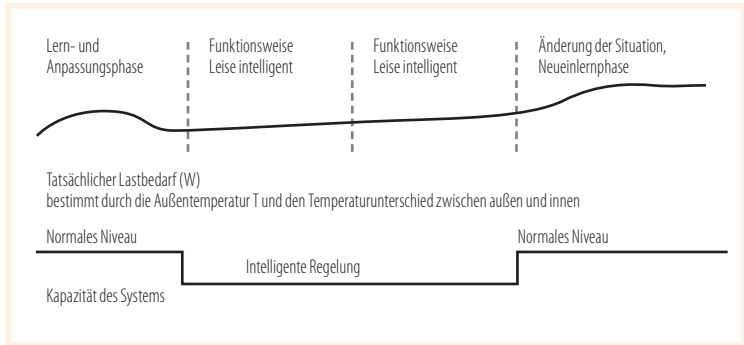 Lern- und
Anpassungsphase
Funktionsweise
Leise intelligent
Funktionsweise
Leise intelligent
Änderung der Situation,
Neueinlernphase
Tatsächlicher Lastbedarf (W)
bestimmt durch die Außentemperatur T und den Temperaturunterschied zwischen außen und innen
Normales Niveau
Normales Niveau
Intelligente Regelung
Kapazität des Systems